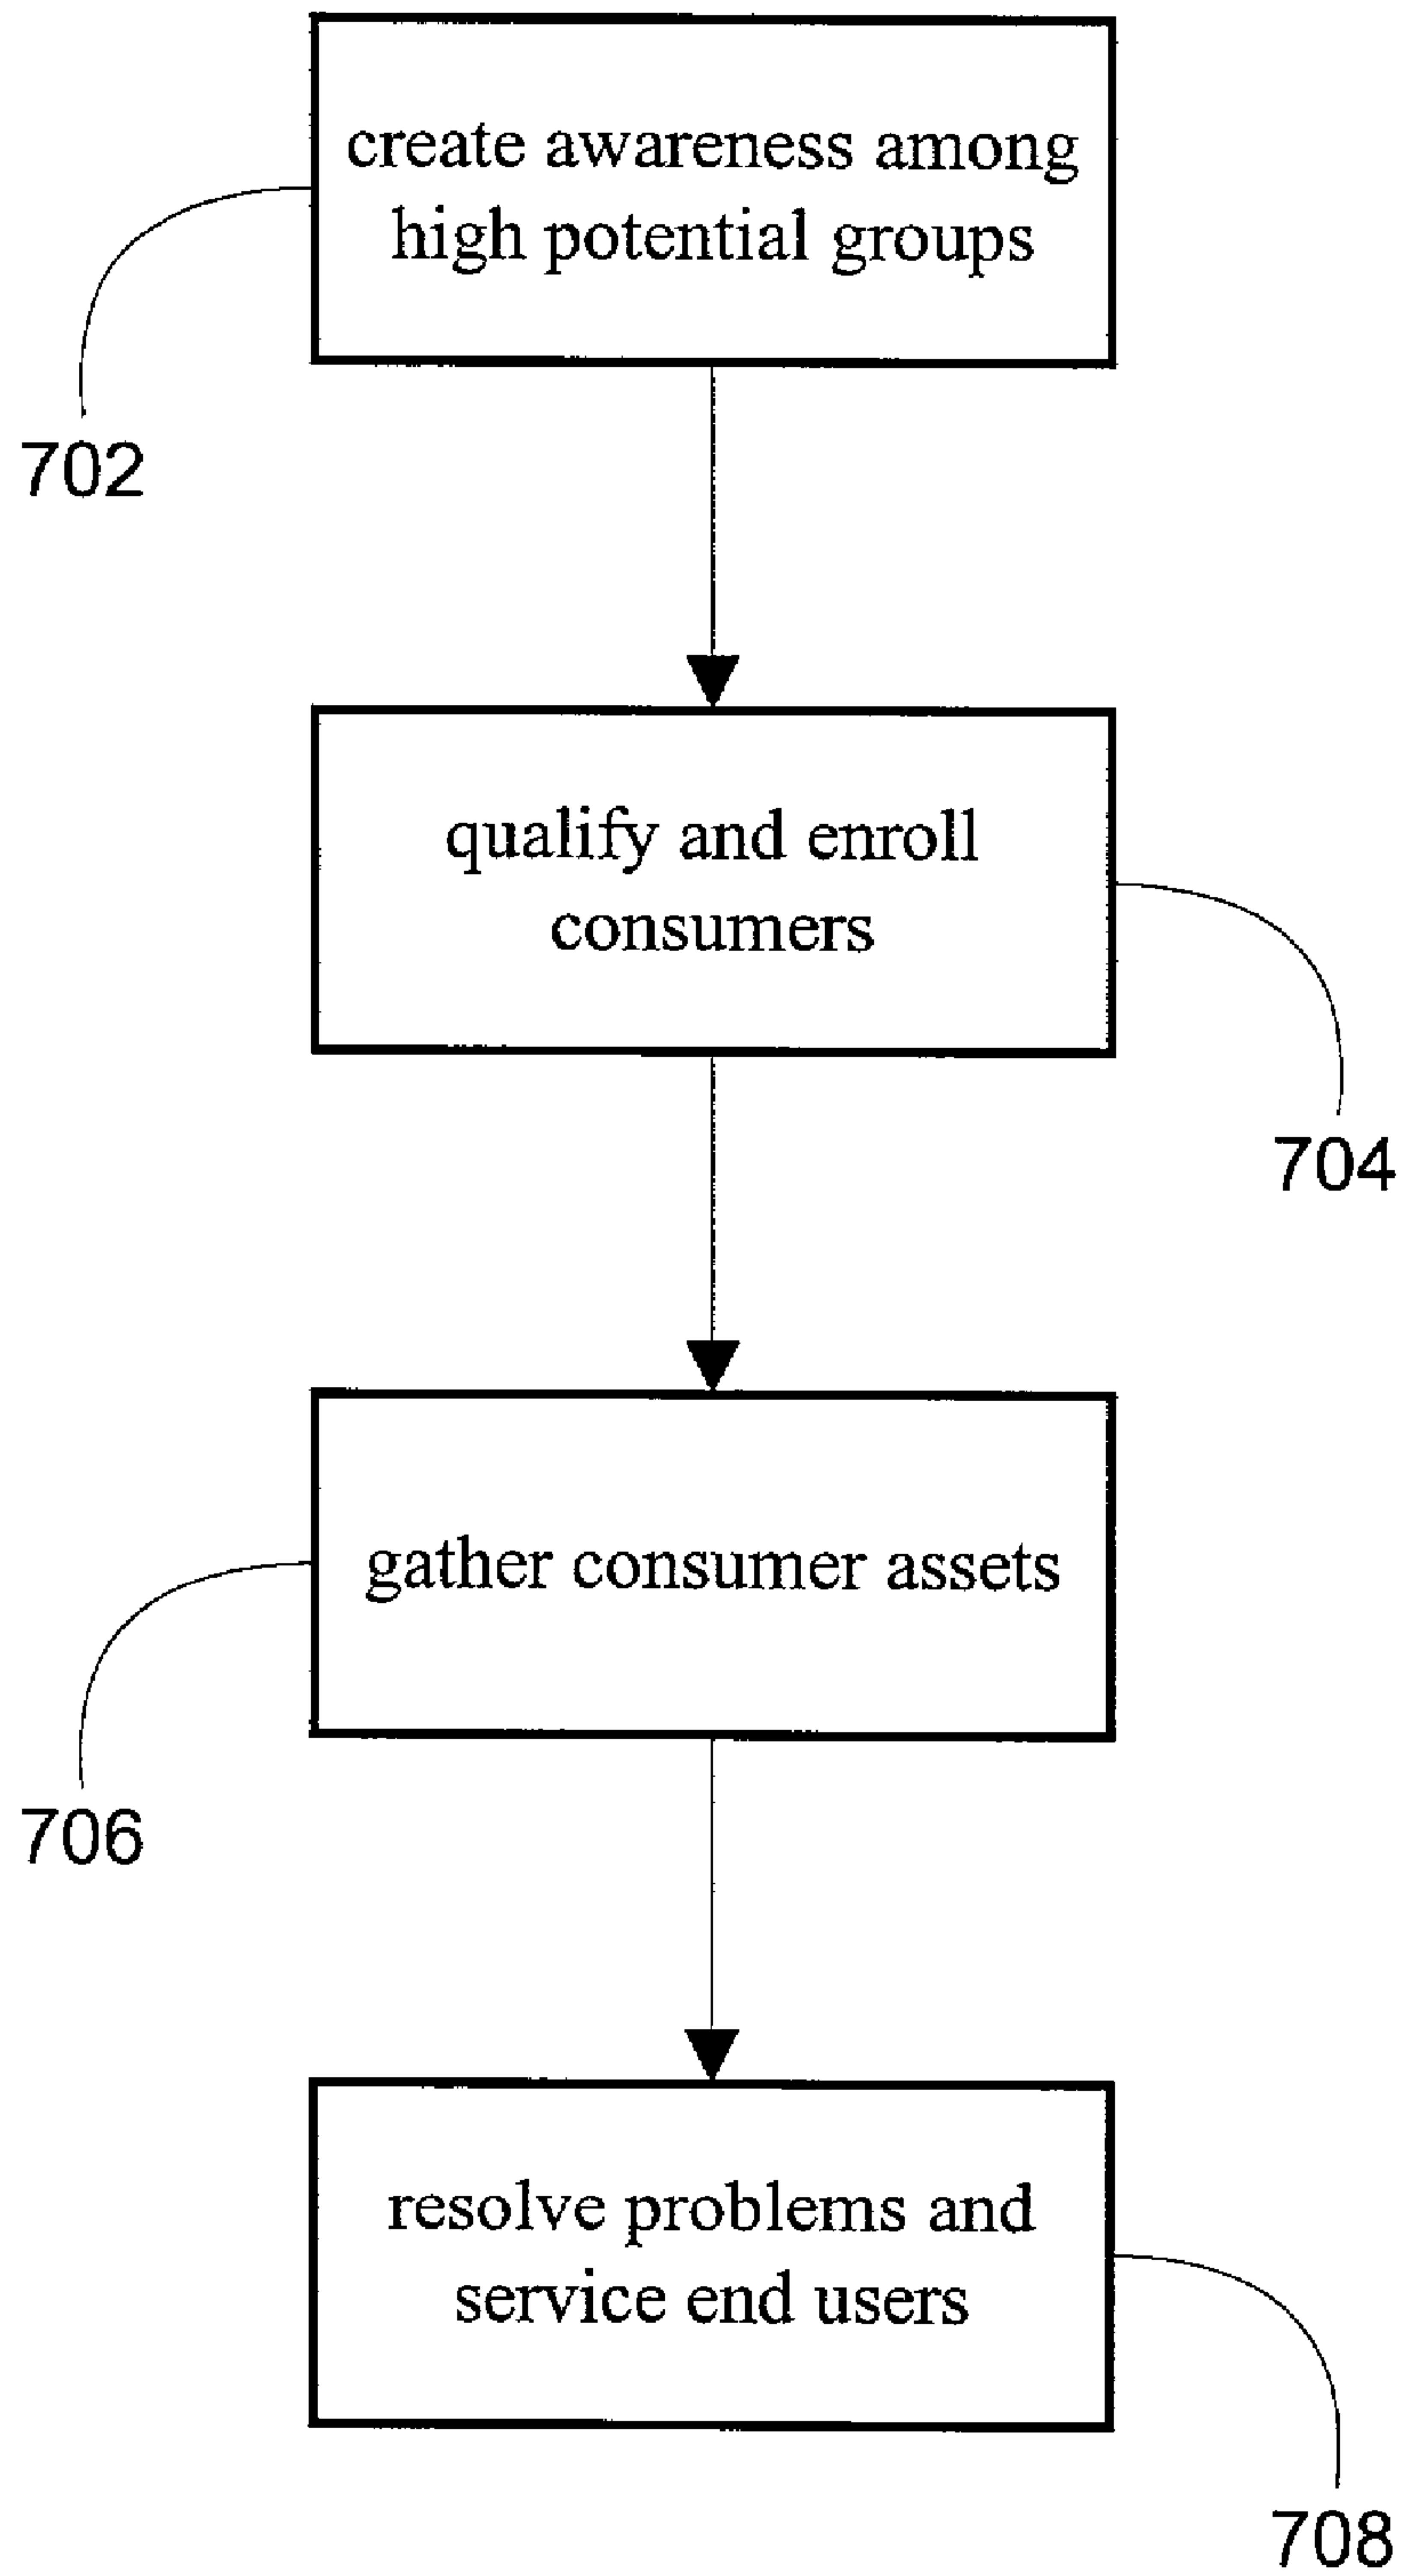 create awareness among
high potential groups
702
qualify and enroll
consumers
704
gather consumer assets
706
resolve problems and
service end users
708